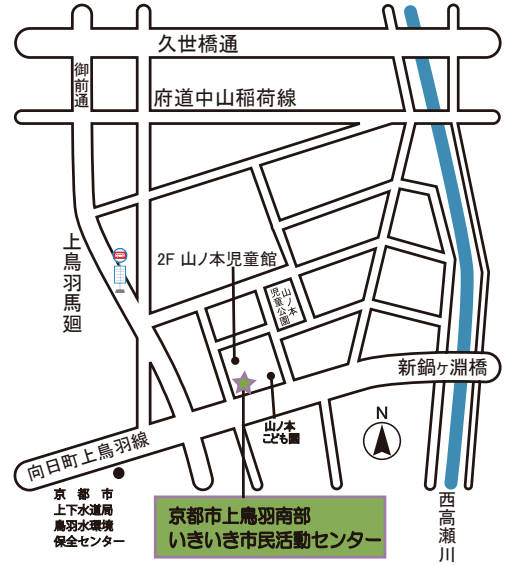 久世橋通
御前通
府道中山稲荷線
上鳥羽馬廻
2F 山ノ本児童館
山ノ本
児童公園
新鍋ヶ淵橋
山ノ本
こども園
N
向日町上鳥羽線
京都市
上下水道局
鳥羽水環境
保全センター
京都市上鳥羽南部
いきいき市民活動センター
西高瀬川